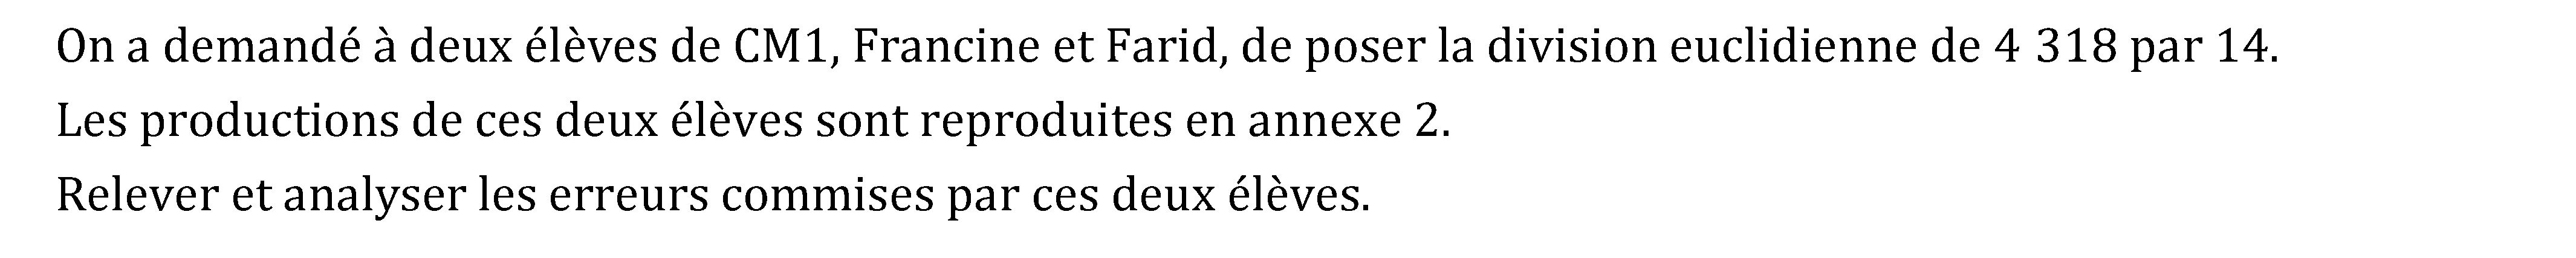 On a demandé à deux élèves de CM1, Francine et Farid, de poser la division euclidienne de 4 318 par 14.
Les productions de ces deux élèves sont reproduites en annexe 2.
Relever et analyser les erreurs commises par ces deux élèves.